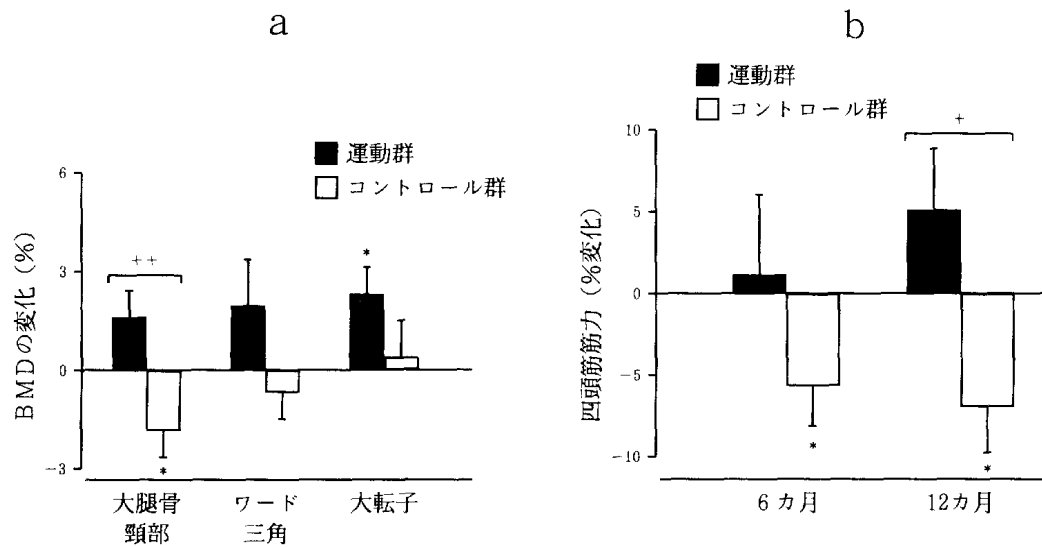 a
運動群
コントロール群
BMDの変化 (%)
6
3
0
−3
++
*
*
大腿骨
頸部
ワード
三角
大転子
b
運動群
コントロール群
四頭筋筋力 (%変化)
10
5
0
−5
−10
+
*
*
6カ月
12カ月